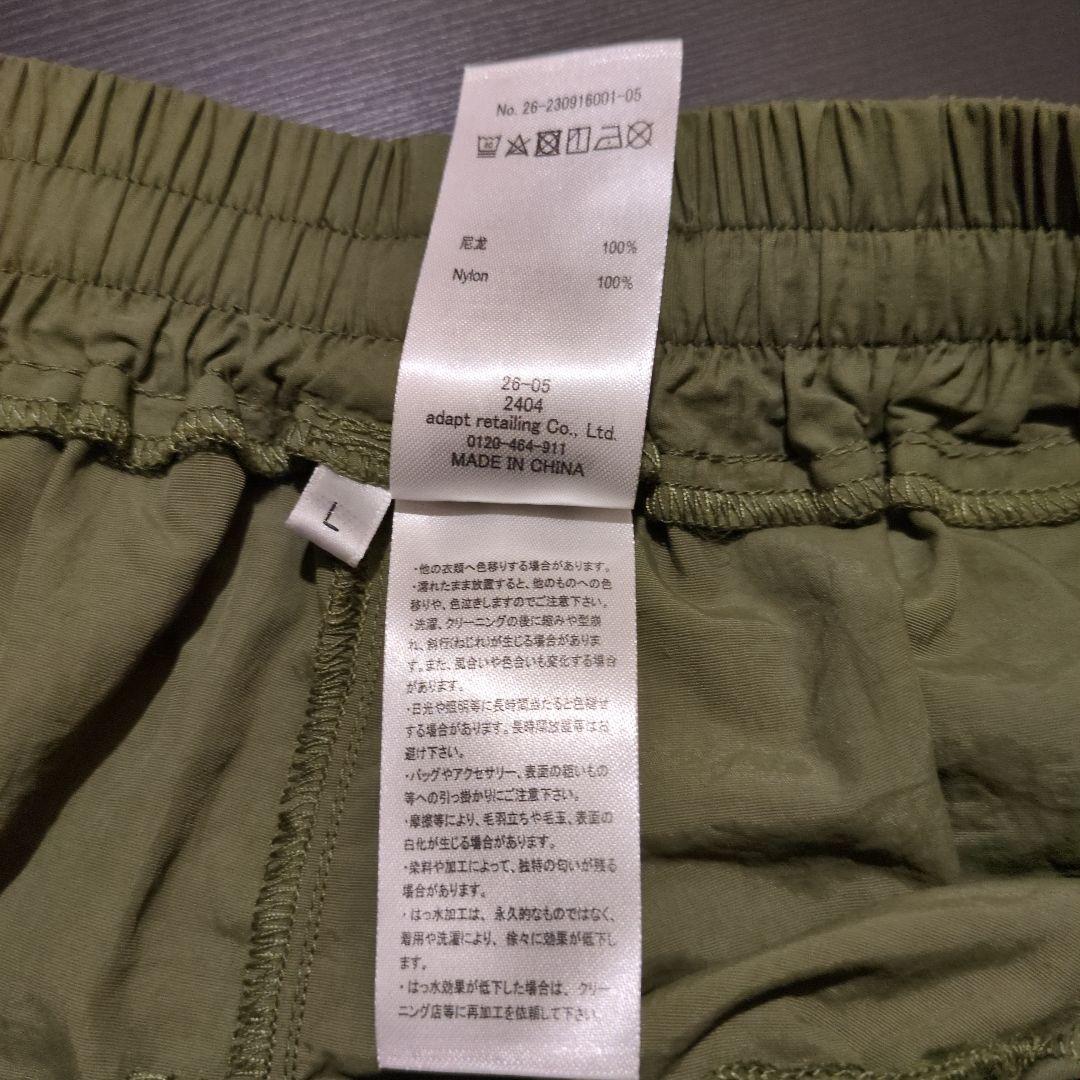 No. 26-230916001-05
40
尼龙 100%
Nylon 100%
26-05
2404
adapt retailing Co., Ltd.
0120-464-911
MADE IN CHINA
L
・他の衣類へ色移りする場合があります。
・濡れたまま放置すると、他のものへの色
移りや、色泣きしますのでご注意下さい。
・洗濯、クリーニングの後に縮みや型崩
れ、斜行(ねじれ)が生じる場合がありま
す。また、風合いや色合いも変化する場合
があります。
・日光や照明等に長時間当たると色褪せ
する場合があります。長時間放置等はお
避け下さい。
・バッグやアクセサリー、表面の粗いもの
等への引っ掛かりにご注意下さい。
・摩擦等により、毛羽立ちや毛玉、表面の
白化が生じる場合があります。
・染料や加工によって、独特の匂いが残る
場合があります。
・はっ水加工は、永久的なものではなく、
着用や洗濯により、徐々に効果が低下し
ます。
・はっ水効果が低下した場合は、クリー
ニング店等に再加工を依頼して下さい。